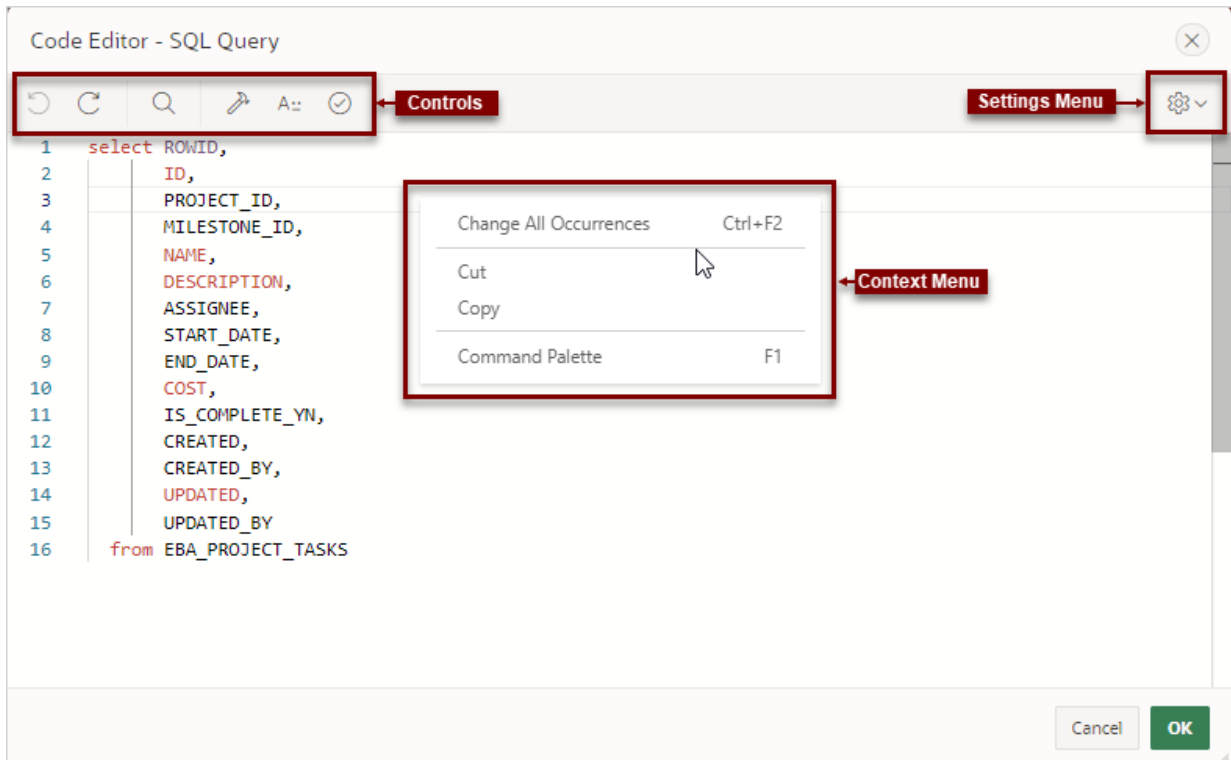 Code Editor - SQL Query
A
Controls
Settings Menu
1 select ROWID,
2 ID,
3 PROJECT_ID,
4 MILESTONE_ID,
5 NAME,
6 DESCRIPTION,
7 ASSIGNEE,
8 START_DATE,
9 END_DATE,
10 COST,
11 IS_COMPLETE_YN,
12 CREATED,
13 CREATED_BY,
14 UPDATED,
15 UPDATED_BY
16 from EBA_PROJECT_TASKS
Change All Occurrences Ctrl+F2
Cut
Copy
Command Palette F1
Context Menu
Cancel OK